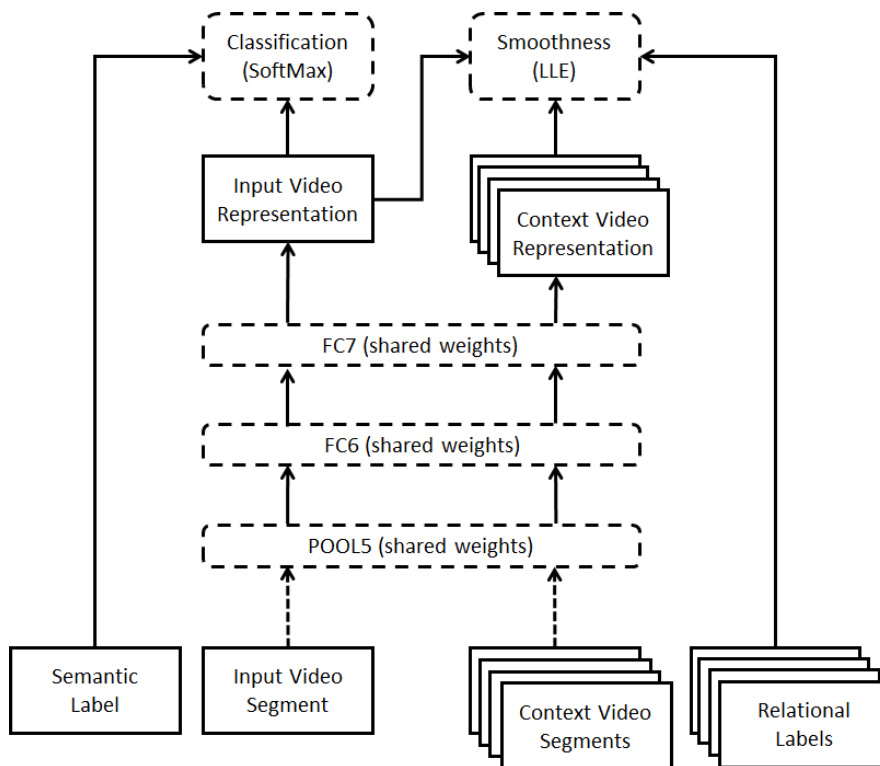 Classification
(SoftMax)
Smoothness
(LLE)
Input Video
Representation
Context Video
Representation
FC7 (shared weights)
FC6 (shared weights)
POOL5 (shared weights)
Semantic
Label
Input Video
Segment
Context Video
Segments
Relational
Labels